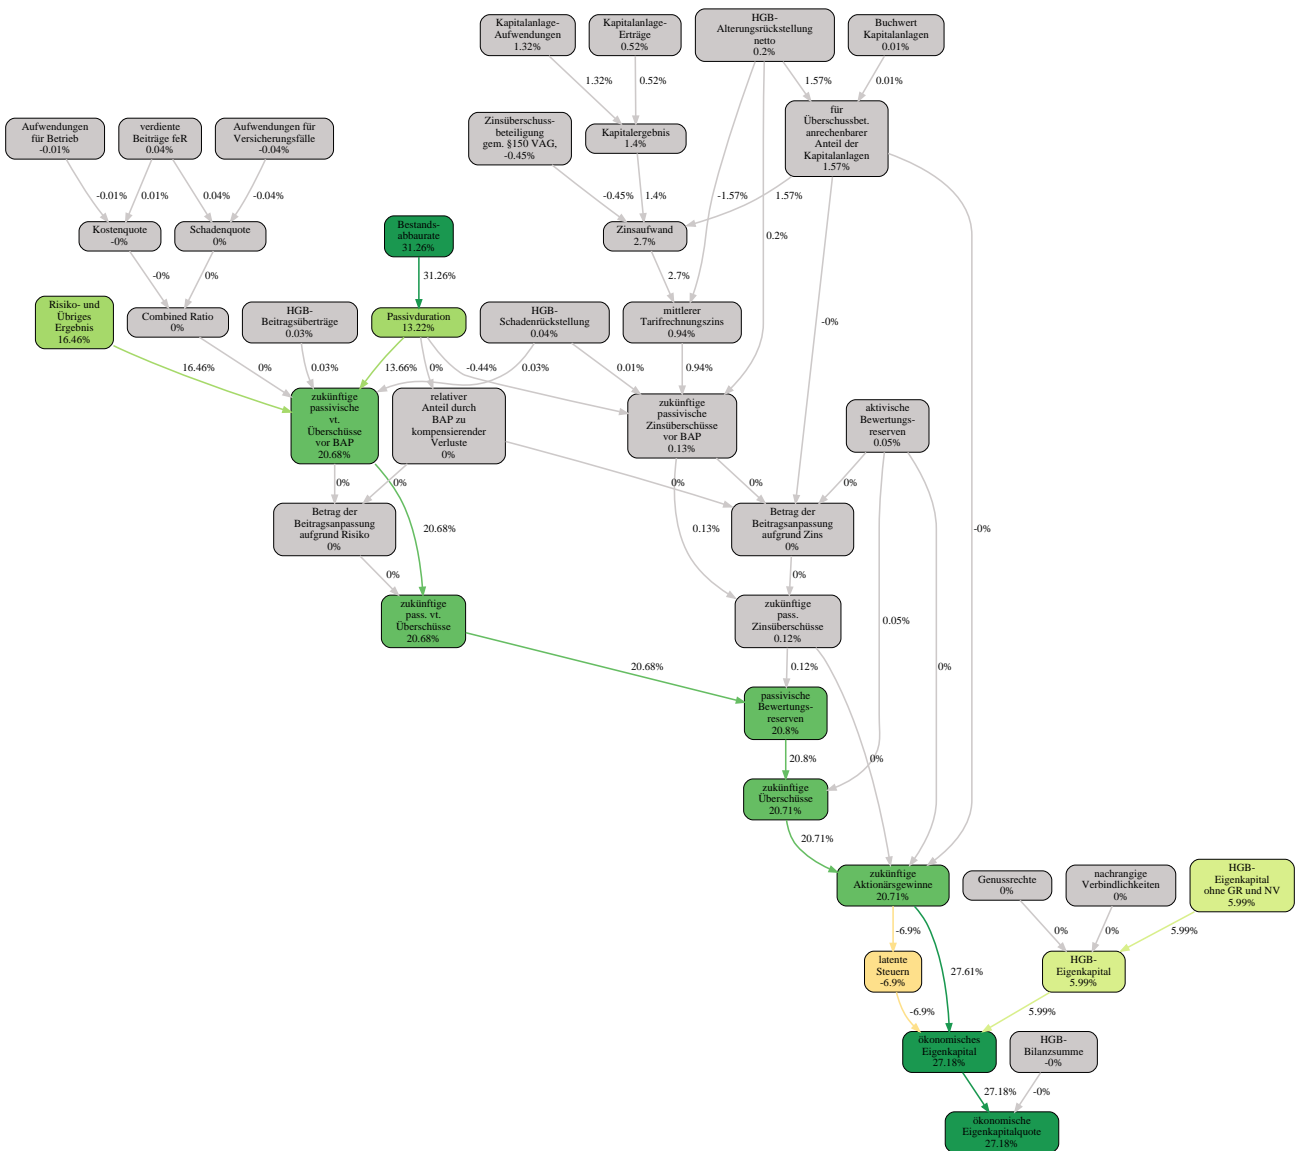 Kapitalanlage-
Aufwendungen
1.32%
Kapitalanlage-
Erträge
0.52%
HGB-
Alterungsrückstellung
netto
0.2%
Buchwert
Kapitalanlagen
0.01%
1.32%
0.52%
1.57%
0.01%
Aufwendungen
für Betrieb
-0.01%
verdiente
Beiträge feR
0.04%
Aufwendungen für
Versicherungsfälle
-0.04%
Zinsüberschuss-
beteiligung
gem. §150 VAG,
-0.45%
Kapitalergebnis
1.4%
für
Überschussbet.
anrechenbarer
Anteil der
Kapitalanlagen
1.57%
-0.01%
0.01%
0.04%
-0.04%
-0.45%
1.4%
-1.57%
1.57%
Kostenquote
-0%
Schadenquote
0%
Bestands-
abbaurate
31.26%
Zinsaufwand
2.7%
0.2%
-0%
0%
31.26%
2.7%
Risiko- und
Übriges
Ergebnis
16.46%
Combined Ratio
0%
HGB-
Beitragsüberträge
0.03%
Passivduration
13.22%
HGB-
Schadenrückstellung
0.04%
mittlerer
Tarifrechnungszins
0.94%
-0%
16.46%
0%
0.03%
13.66%
0%
-0.44%
0.03%
0.01%
0.94%
zukünftige
passivische
vt.
Überschüsse
vor BAP
20.68%
relativer
Anteil durch
BAP zu
kompensierender
Verluste
0%
zukünftige
passivische
Zinsüberschüsse
vor BAP
0.13%
aktivische
Bewertungs-
reserven
0.05%
0%
0%
0%
0%
0%
Betrag der
Beitragsanpassung
aufgrund Risiko
0%
20.68%
0.13%
Betrag der
Beitragsanpassung
aufgrund Zins
0%
-0%
0%
0%
zukünftige
pass. vt.
Überschüsse
20.68%
zukünftige
pass.
Zinsüberschüsse
0.12%
0.05%
20.68%
0.12%
0%
passivische
Bewertungs-
reserven
20.8%
20.8%
0%
zukünftige
Überschüsse
20.71%
20.71%
zukünftige
Aktionärsgewinne
20.71%
Genussrechte
0%
nachrangige
Verbindlichkeiten
0%
HGB-
Eigenkapital
ohne GR und NV
5.99%
-6.9%
0%
0%
5.99%
latente
Steuern
-6.9%
27.61%
HGB-
Eigenkapital
5.99%
-6.9%
5.99%
ökonomisches
Eigenkapital
27.18%
HGB-
Bilanzsumme
-0%
27.18%
-0%
ökonomische
Eigenkapitalquote
27.18%